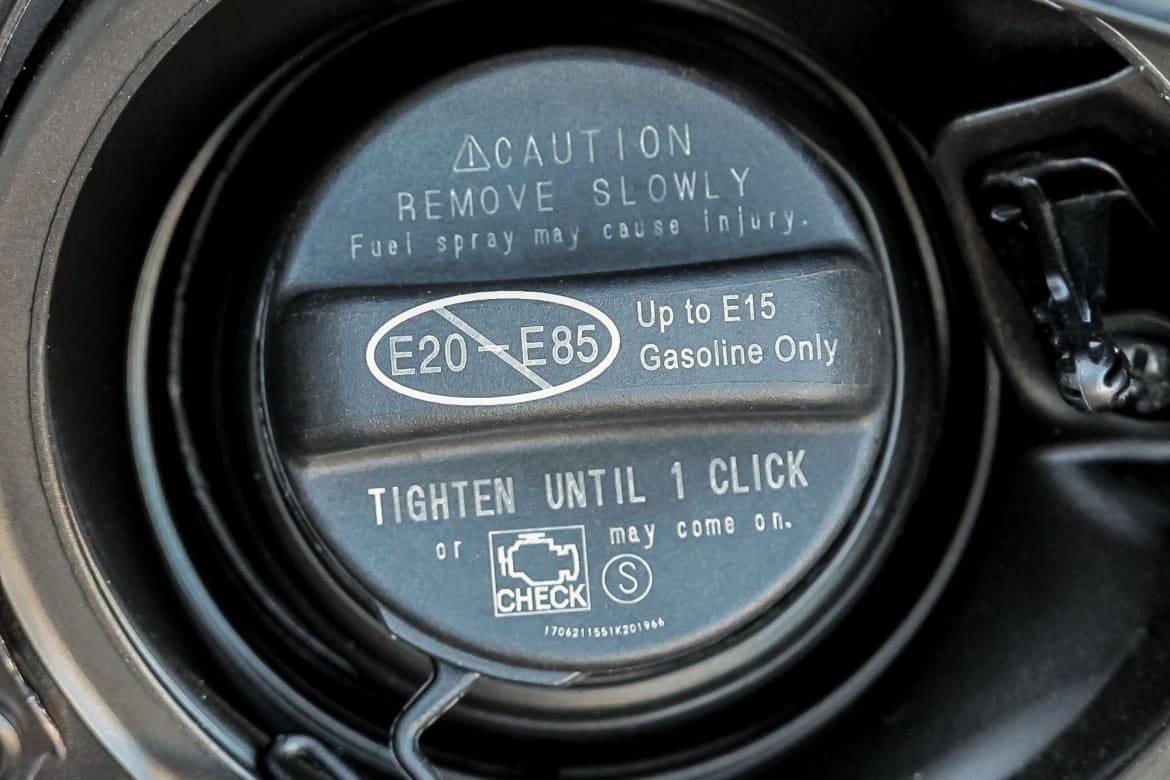 ⚠CAUTION
REMOVE SLOWLY
Fuel spray may cause injury.
E20-E85
Up to E15
Gasoline Only
TIGHTEN UNTIL 1 CLICK
or CHECK may come on.
S
1706211551K201966